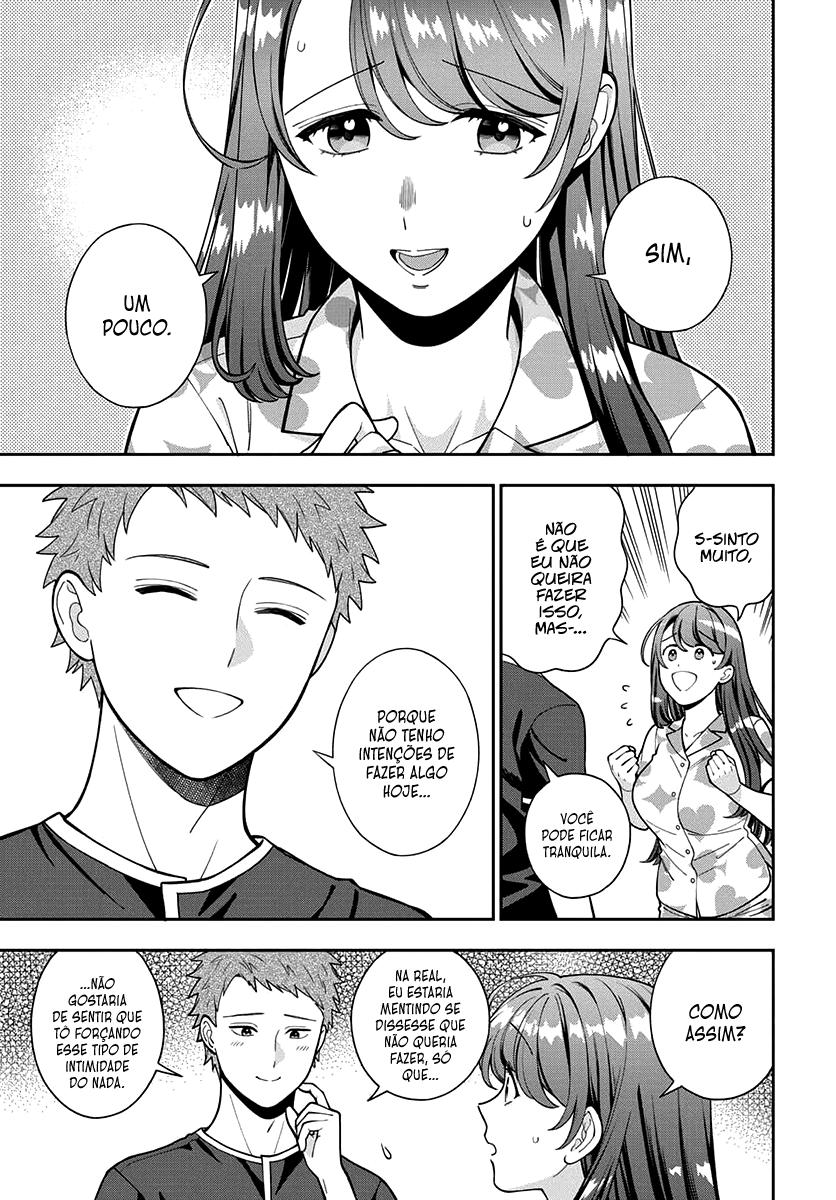 SIM,
UM
POUCO.
S-SINTO
MUITO,
NÃO
É QUE
EU NÃO
QUEIRA
FAZER
ISSO,
MAS-...
VOCÊ
PODE FICAR
TRANQUILA.
PORQUE
NÃO TENHO
INTENÇÕES DE
FAZER ALGO
HOJE...
COMO
ASSIM?
NA REAL,
EU ESTARIA
MENTINDO SE
DISSESSE QUE
NÃO QUERIA
FAZER, SÓ
QUE...
...NÃO
GOSTARIA
DE SENTIR QUE
TÔ FORÇANDO
ESSE TIPO DE
INTIMIDADE
DO NADA.